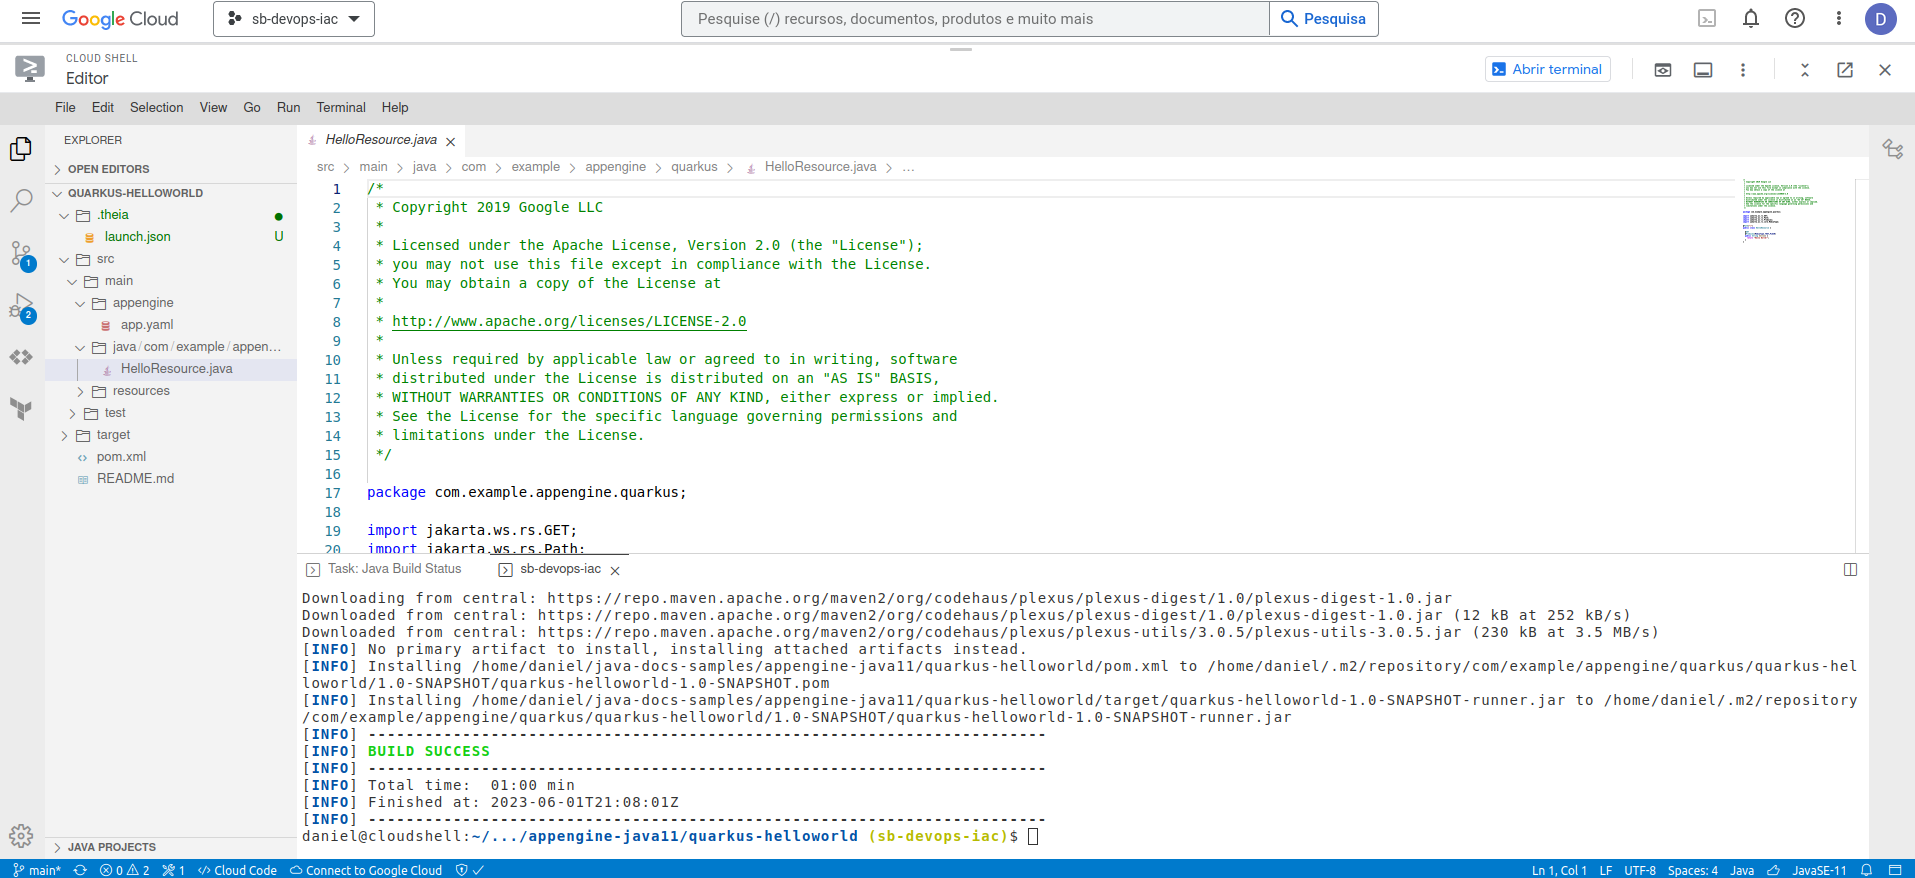 Google Cloud
sb-devops-iac
Pesquise (/) recursos, documentos, produtos e muito mais
Pesquisa
D
CLOUD SHELL
Editor
Abrir terminal
File Edit Selection View Go Run Terminal Help
EXPLORER
OPEN EDITORS
QUARKUS-HELLOWORLD
.theia
launch.json U
src
main
appengine
app.yaml
java / com / example / appen...
HelloResource.java
resources
test
target
pom.xml
README.md
JAVA PROJECTS
1
2
HelloResource.java
src > main > java > com > example > appengine > quarkus > HelloResource.java > ...
1 /*
2 * Copyright 2019 Google LLC
3 *
4 * Licensed under the Apache License, Version 2.0 (the "License");
5 * you may not use this file except in compliance with the License.
6 * You may obtain a copy of the License at
7 *
8 * http://www.apache.org/licenses/LICENSE-2.0
9 *
10 * Unless required by applicable law or agreed to in writing, software
11 * distributed under the License is distributed on an "AS IS" BASIS,
12 * WITHOUT WARRANTIES OR CONDITIONS OF ANY KIND, either express or implied.
13 * See the License for the specific language governing permissions and
14 * limitations under the License.
15 */
16
17 package com.example.appengine.quarkus;
18
19 import jakarta.ws.rs.GET;
20 import jakarta.ws.rs.Path;
Task: Java Build Status
sb-devops-iac
Downloading from central: https://repo.maven.apache.org/maven2/org/codehaus/plexus/plexus-digest/1.0/plexus-digest-1.0.jar
Downloaded from central: https://repo.maven.apache.org/maven2/org/codehaus/plexus/plexus-digest/1.0/plexus-digest-1.0.jar (12 kB at 252 kB/s)
Downloaded from central: https://repo.maven.apache.org/maven2/org/codehaus/plexus/plexus-utils/3.0.5/plexus-utils-3.0.5.jar (230 kB at 3.5 MB/s)
[INFO] No primary artifact to install, installing attached artifacts instead.
[INFO] Installing /home/daniel/java-docs-samples/appengine-java11/quarkus-helloworld/pom.xml to /home/daniel/.m2/repository/com/example/appengine/quarkus/quarkus-hel
loworld/1.0-SNAPSHOT/quarkus-helloworld-1.0-SNAPSHOT.pom
[INFO] Installing /home/daniel/java-docs-samples/appengine-java11/quarkus-helloworld/target/quarkus-helloworld-1.0-SNAPSHOT-runner.jar to /home/daniel/.m2/repository
/com/example/appengine/quarkus/quarkus-helloworld/1.0-SNAPSHOT/quarkus-helloworld-1.0-SNAPSHOT-runner.jar
[INFO] ------------------------------------------------------------------------
[INFO] BUILD SUCCESS
[INFO] ------------------------------------------------------------------------
[INFO] Total time:  01:00 min
[INFO] Finished at: 2023-06-01T21:08:01Z
[INFO] ------------------------------------------------------------------------
daniel@cloudshell:~/.../appengine-java11/quarkus-helloworld (sb-devops-iac)$
main* 0 2 1 Cloud Code Connect to Google Cloud Ln 1, Col 1 LF UTF-8 Spaces: 4 Java JavaSE-11